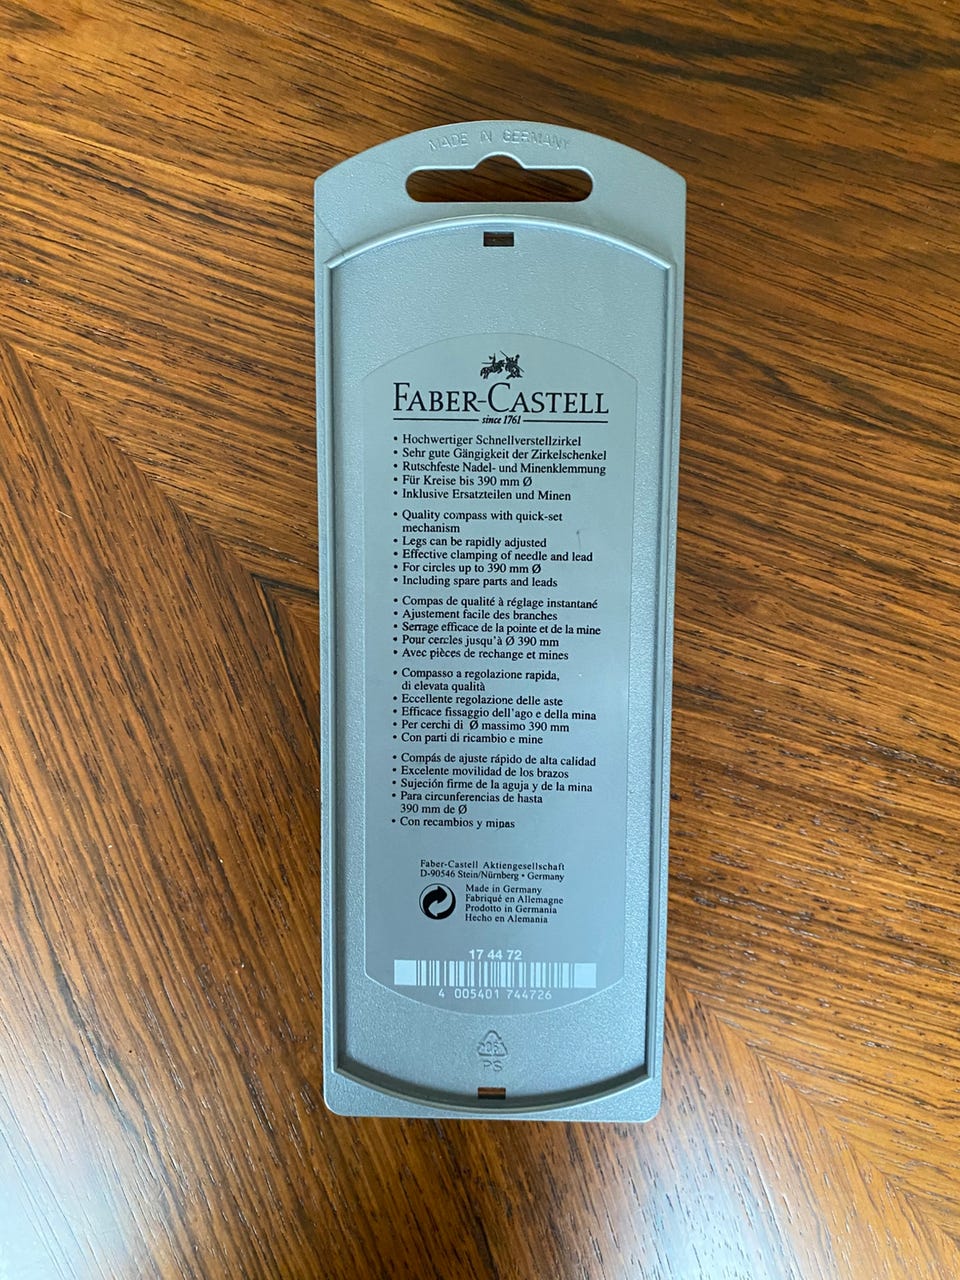 MADE IN GERMANY
FABER-CASTELL
since 1761
• Hochwertiger Schnellverstellzirkel
• Sehr gute Gängigkeit der Zirkelschenkel
• Rutschfeste Nadel- und Minenklemmung
• Für Kreise bis 390 mm Ø
• Inklusive Ersatzteilen und Minen
• Quality compass with quick-set
mechanism
• Legs can be rapidly adjusted
• Effective clamping of needle and lead
• For circles up to 390 mm Ø
• Including spare parts and leads
• Compas de qualité à réglage instantané
• Ajustement facile des branches
• Serrage efficace de la pointe et de la mine
• Pour cercles jusqu'à Ø 390 mm
• Avec pièces de rechange et mines
• Compasso a regolazione rapida,
di elevata qualità
• Eccellente regolazione delle aste
• Efficace fissaggio dell'ago e della mina
• Per cerchi di Ø massimo 390 mm
• Con parti di ricambio e mine
• Compás de ajuste rápido de alta calidad
• Excelente movilidad de los brazos
• Sujeción firme de la aguja y de la mina
• Para circunferencias de hasta
390 mm de Ø
• Con recambios y minas
Faber-Castell Aktiengesellschaft
D-90546 Stein/Nürnberg • Germany
Made in Germany
Fabriqué en Allemagne
Prodotto in Germania
Hecho en Alemania
17 44 72
4 005401 744726
06
PS